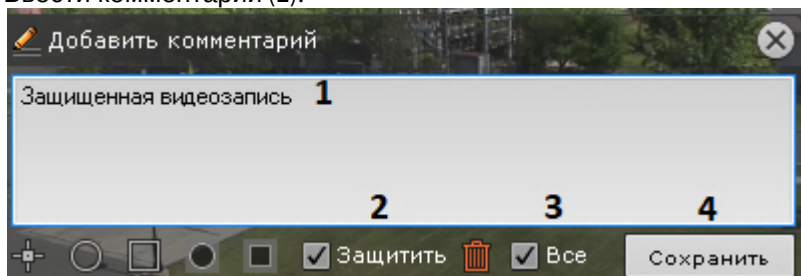 Ввести комментарий (1).
Добавить комментарий
Защищенная видеозапись 1
2 3 4
Защитить Все Сохранить